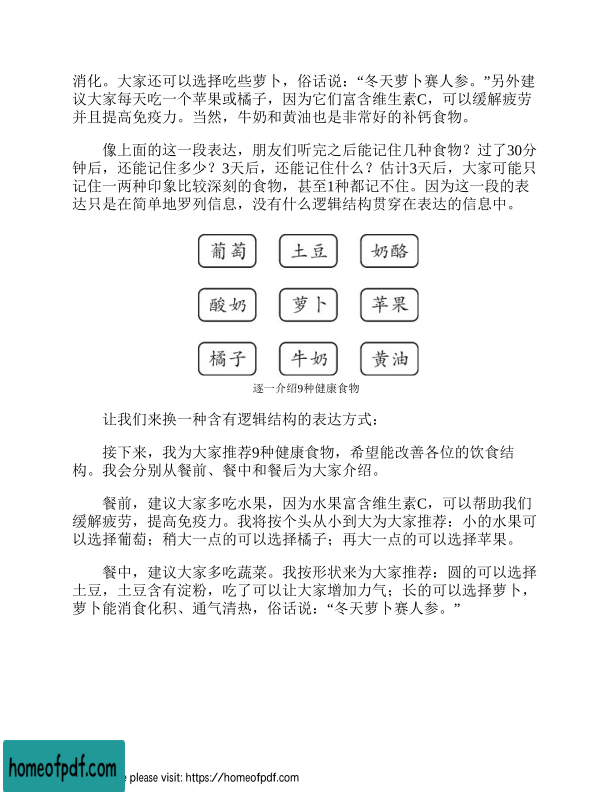 消化。大家还可以选择吃些萝卜，俗话说：“冬天萝卜赛人参。”另外建
议大家每天吃一个苹果或橘子，因为它们富含维生素C，可以缓解疲劳
并且提高免疫力。当然，牛奶和黄油也是非常好的补钙食物。
像上面的这一段表达，朋友们听完之后能记住几种食物？过了30分
钟后，还能记住多少？3天后，还能记住什么？估计3天后，大家可能只
记住一两种印象比较深刻的食物，甚至1种都记不住。因为这一段的表
达只是在简单地罗列信息，没有什么逻辑结构贯穿在表达的信息中。
葡萄 土豆 奶酪
酸奶 萝卜 苹果
橘子 牛奶 黄油
逐一介绍9种健康食物
让我们来换一种含有逻辑结构的表达方式：
接下来，我为大家推荐9种健康食物，希望能改善各位的饮食结
构。我会分别从餐前、餐中和餐后为大家介绍。
餐前，建议大家多吃水果，因为水果富含维生素C，可以帮助我们
缓解疲劳，提高免疫力。我将按个头从小到大为大家推荐：小的水果可
以选择葡萄；稍大一点的可以选择橘子；再大一点的可以选择苹果。
餐中，建议大家多吃蔬菜。我按形状来为大家推荐：圆的可以选择
土豆，土豆含有淀粉，吃了可以让大家增加力气；长的可以选择萝卜，
萝卜能消食化积、通气清热，俗话说：“冬天萝卜赛人参。”
homeofpdf.com
please visit: https://homeofpdf.com